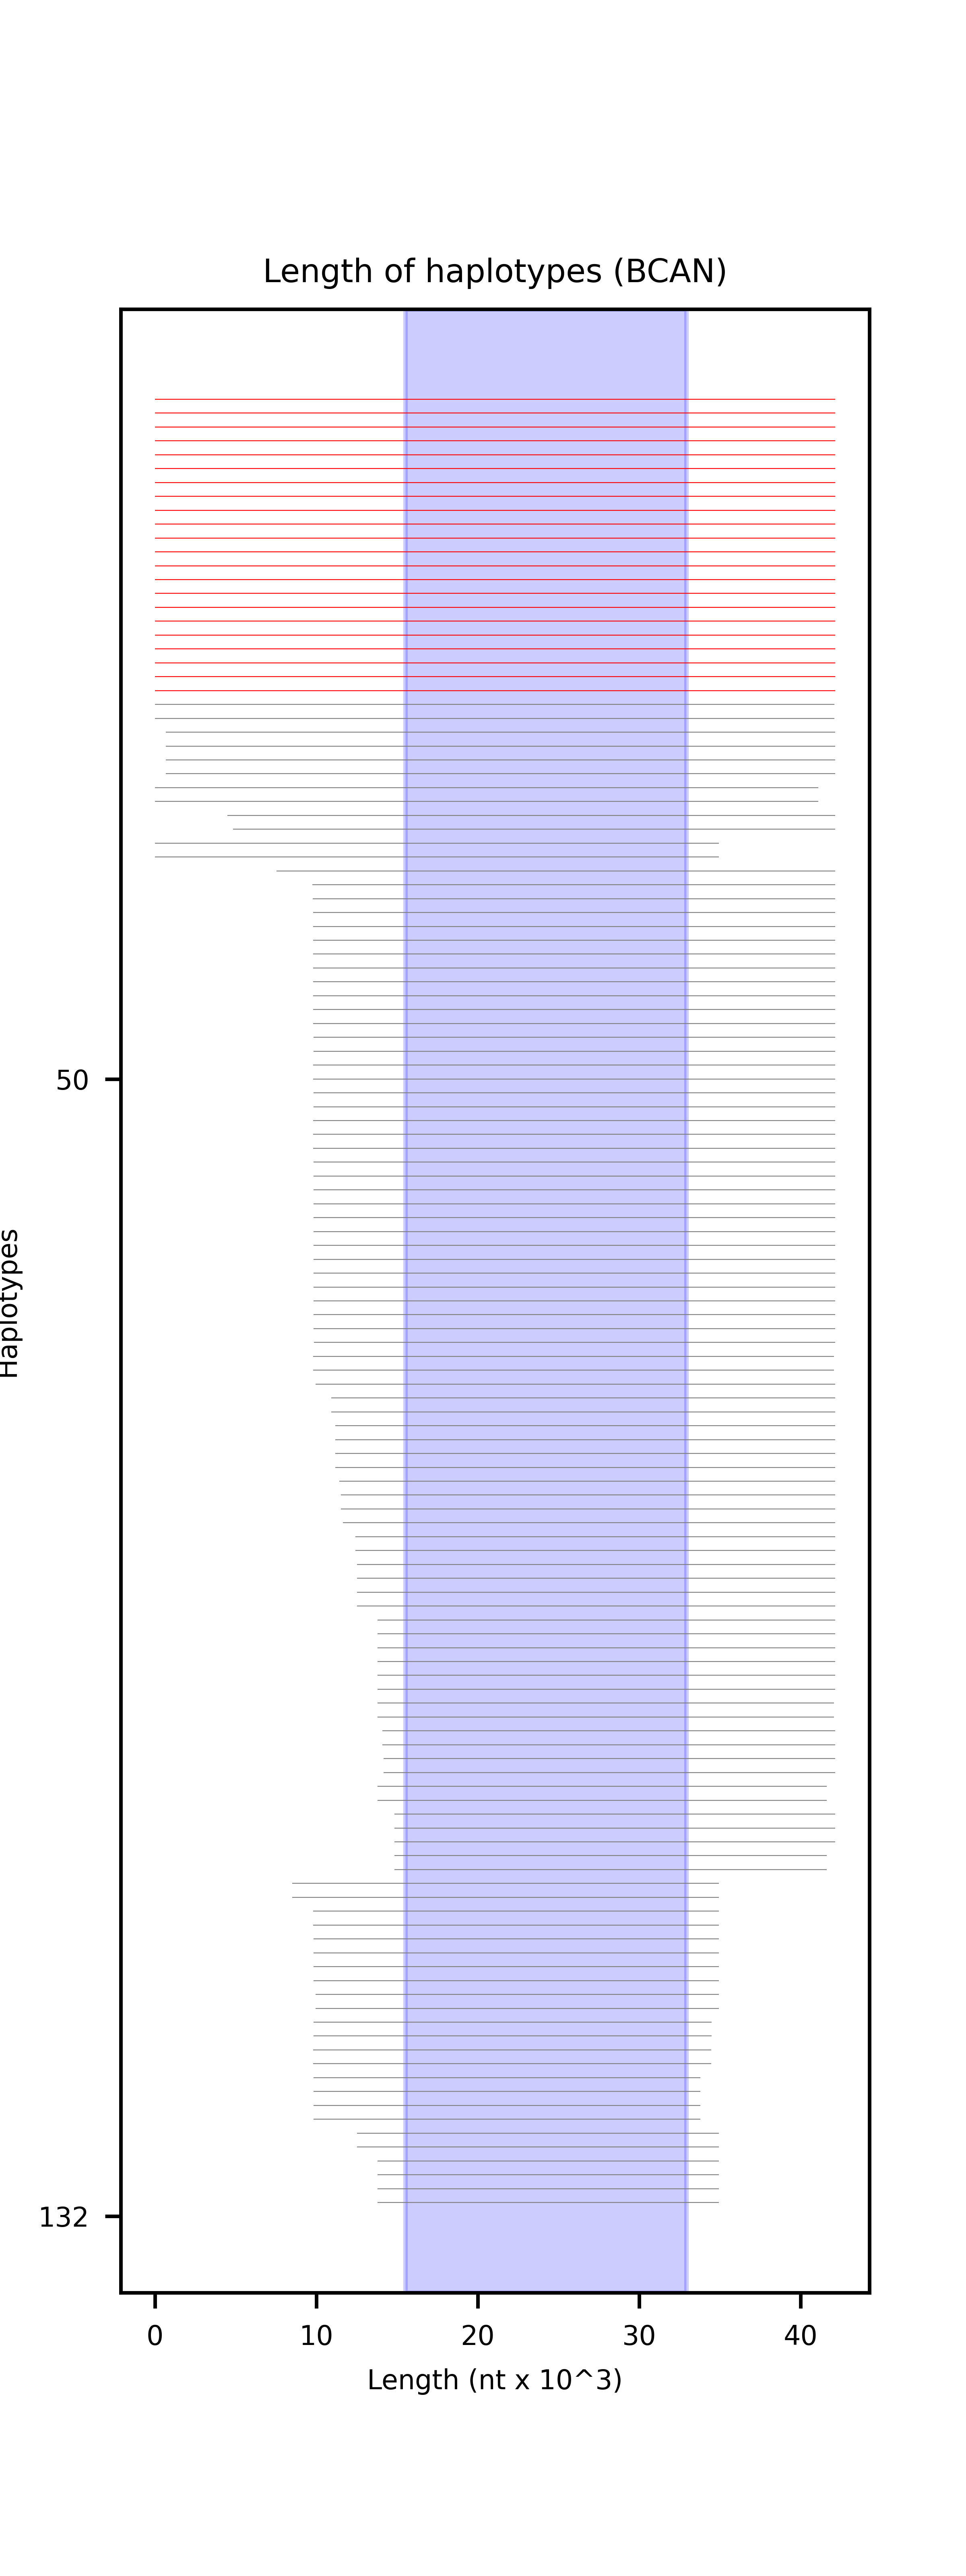 Length of haplotypes (BCAN)
50
Haplotypes
132
0 10 20 30 40
Length (nt x 10^3)